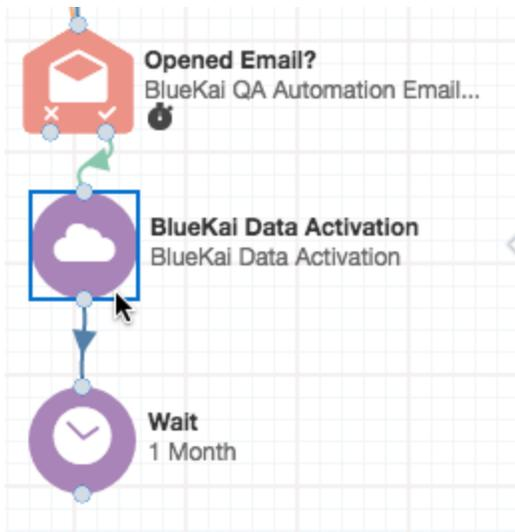 Opened Email?
BlueKai QA Automation Email...
BlueKai Data Activation
BlueKai Data Activation
Wait
1 Month